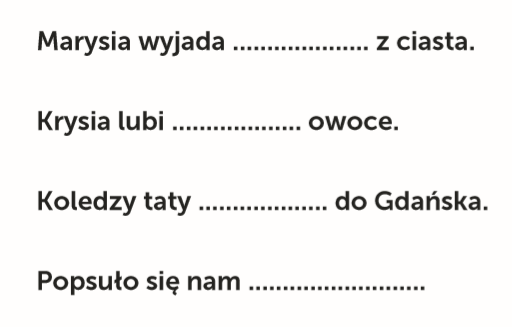 Marysia wyjada .................... z ciasta.
Krysia lubi ................... owoce.
Koledzy taty ................... do Gdańska.
Popsuło się nam ..........................